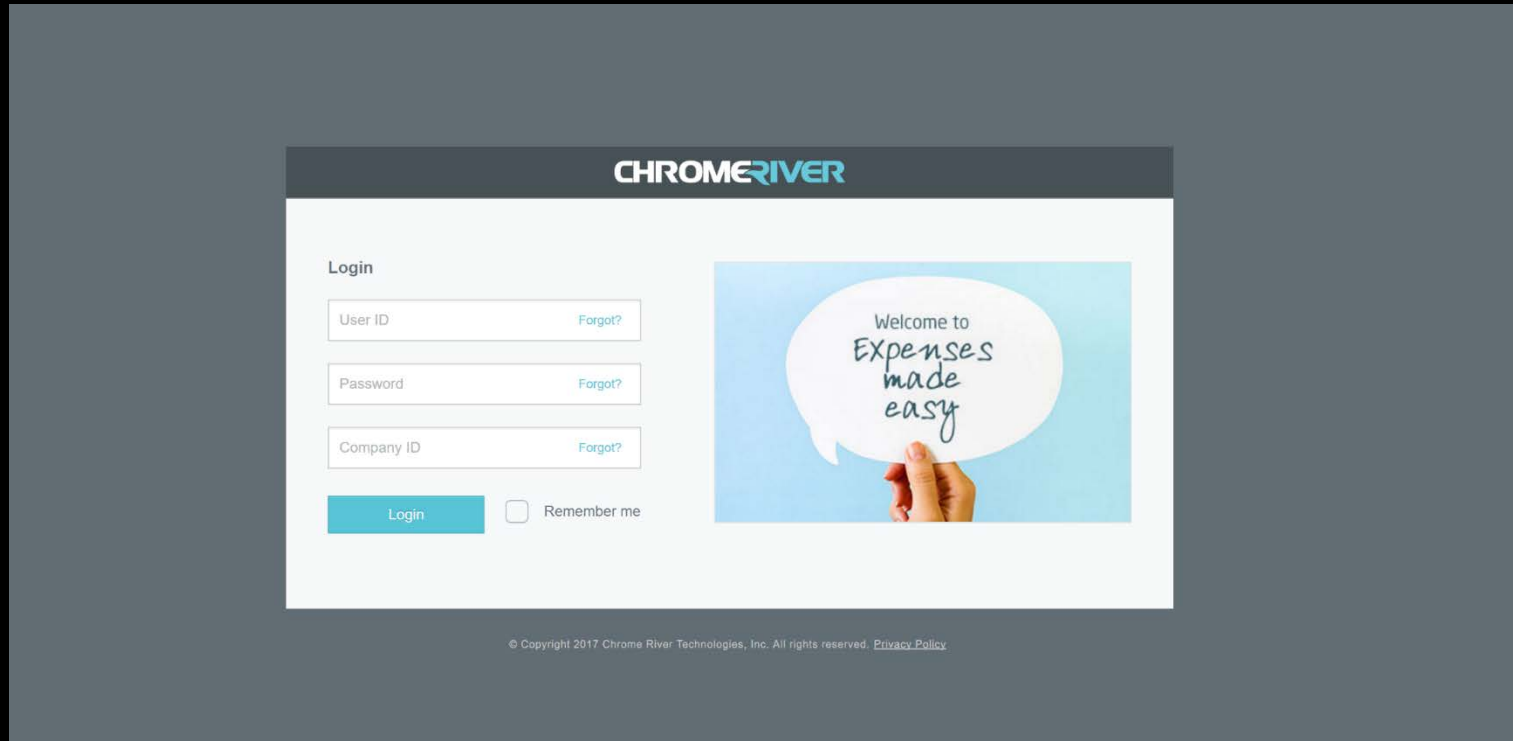 CHROMERIVER
Login
User ID Forgot?
Password Forgot?
Company ID Forgot?
Login Remember me
Welcome to
Expenses
made
easy
© Copyright 2017 Chrome River Technologies, Inc. All rights reserved. Privacy Policy